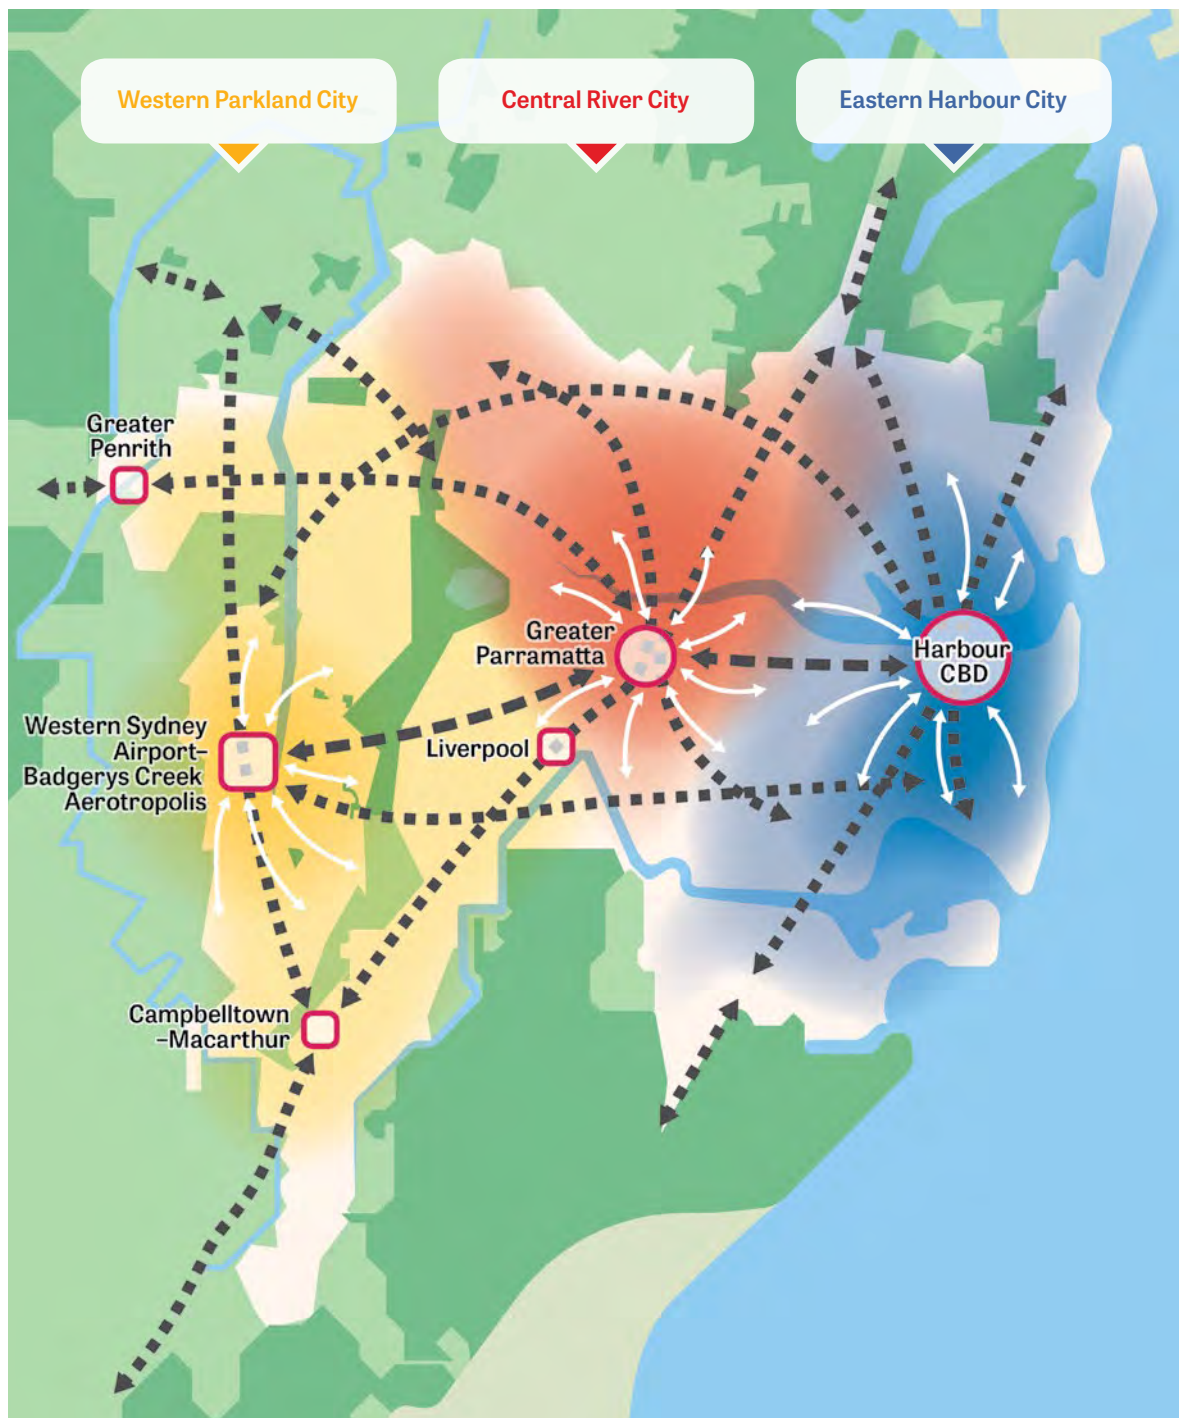 Western Parkland City
Central River City
Eastern Harbour City
Greater
Penrith
Greater
Parramatta
Harbour
CBD
Western Sydney
Airport–
Badgerys Creek
Aerotropolis
Liverpool
Campbelltown
–Macarthur